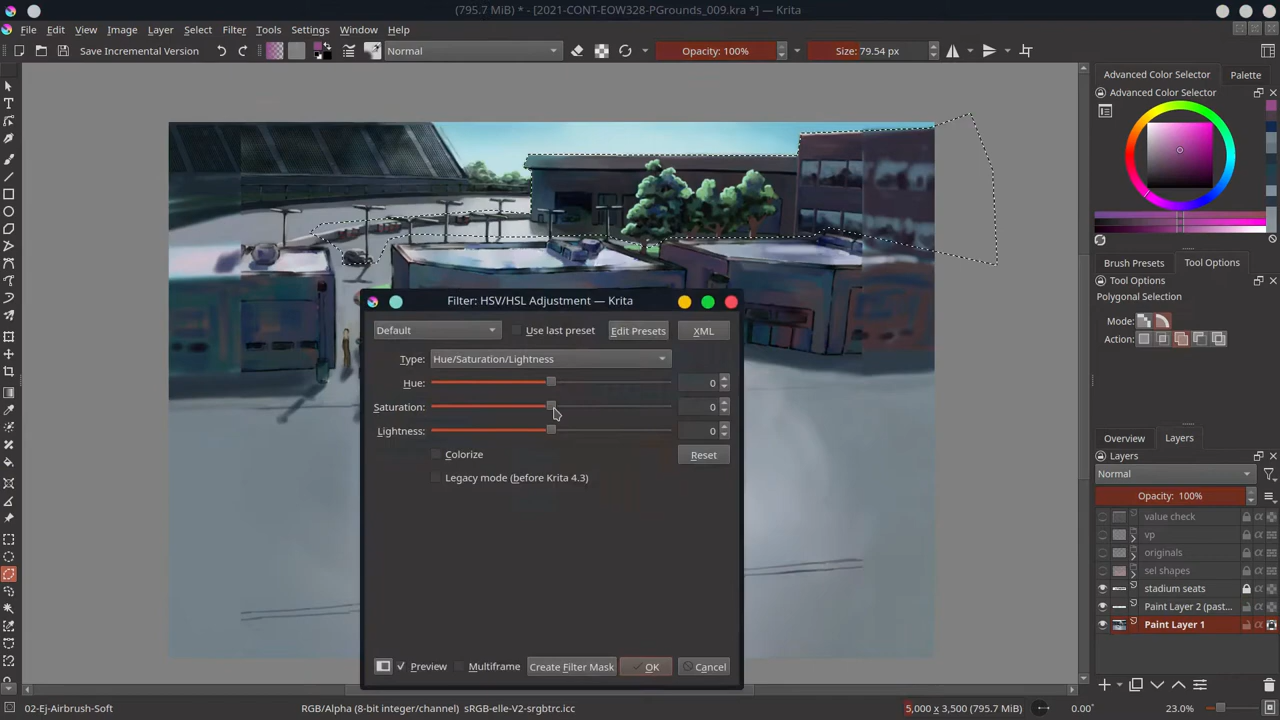 (795.7 MiB) * - [2021-CONT-EOW328-PGrounds_009.kra *] — Krita
File Edit View Image Layer Select Filter Tools Settings Window Help
Save Incremental Version Normal Opacity: 100% Size: 79.54 px
Advanced Color Selector Palette
Advanced Color Selector
Brush Presets Tool Options
Tool Options
Polygonal Selection
Mode:
Action:
Filter: HSV/HSL Adjustment — Krita
Default Use last preset Edit Presets XML
Type: Hue/Saturation/Lightness
Hue: 0
Saturation: 0
Lightness: 0
Colorize Reset
Legacy mode (before Krita 4.3)
Preview Multiframe Create Filter Mask OK Cancel
Overview Layers
Layers
Normal
Opacity: 100%
value check
vp
originals
sel shapes
stadium seats
Paint Layer 2 (past...
Paint Layer 1
02-Ej-Airbrush-Soft RGB/Alpha (8-bit integer/channel) sRGB-elle-V2-srgbtrc.icc 5,000 x 3,500 (795.7 MiB) 0.00° 23.0%